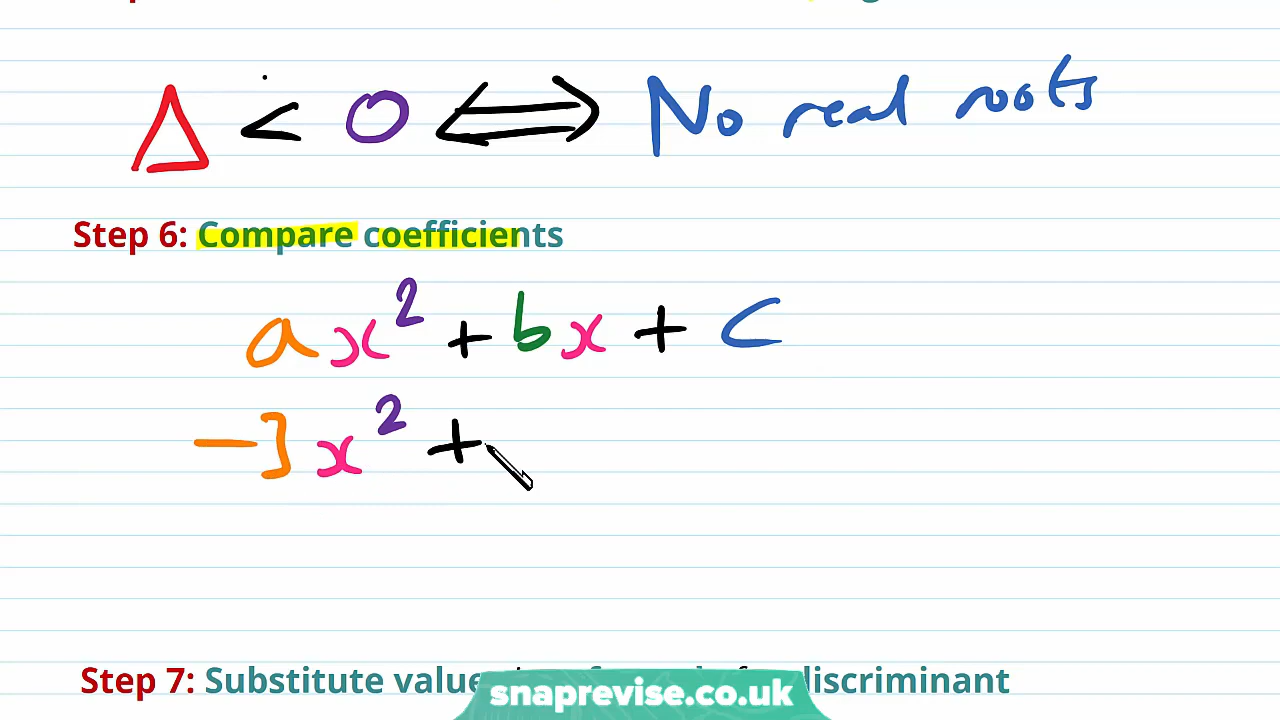 Δ < 0 ⟺ No real roots
Step 6: Compare coefficients
ax² + bx + c
-3x² +
Step 7: Substitute value discriminant
snaprevise.co.uk